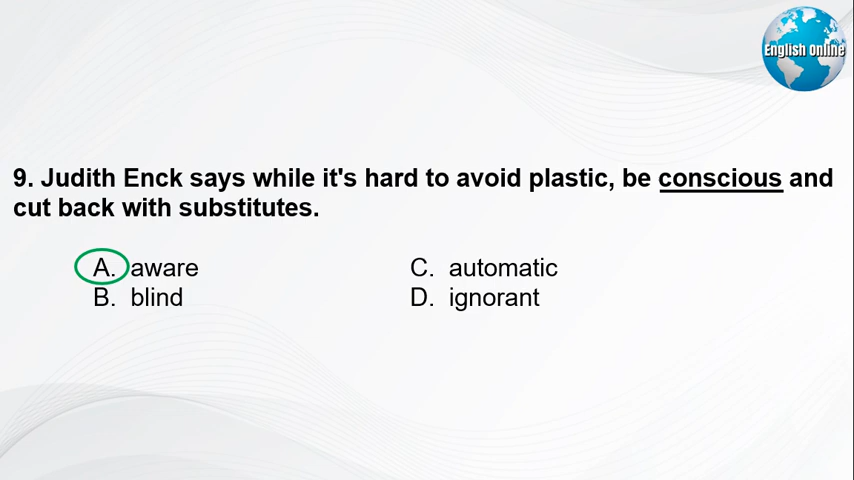 English Online
9. Judith Enck says while it's hard to avoid plastic, be conscious and
cut back with substitutes.
A. aware
C. automatic
B. blind
D. ignorant